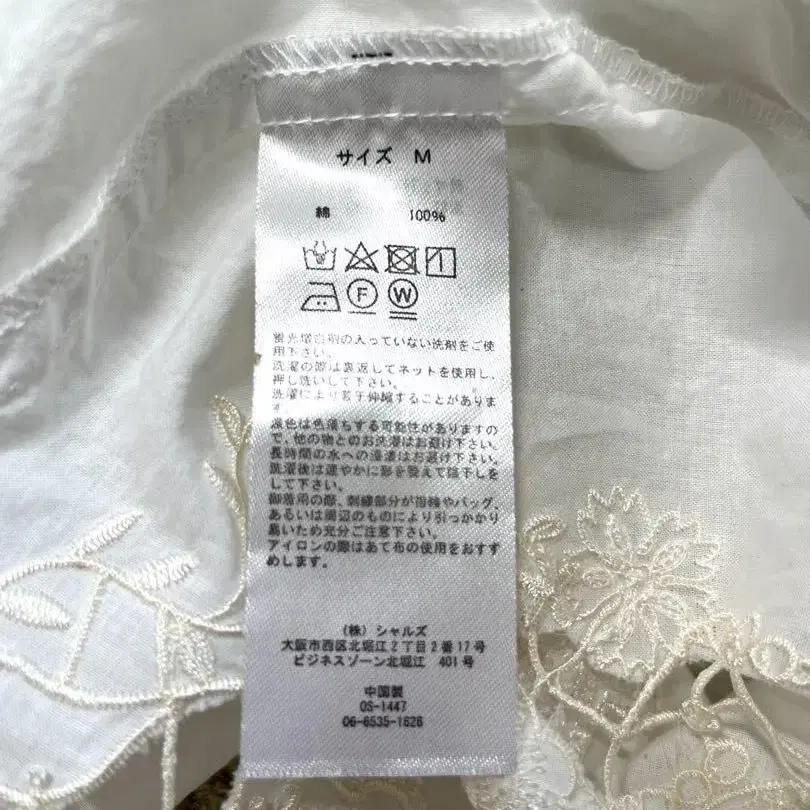 サイズ M
綿 100%
F W
蛍光増白剤の入っていない洗剤をご使
用下さい。
洗濯の際は裏返してネットを使用し、
押し洗いして下さい。
洗濯により若干伸縮することがありま
す。
濃色は色落ちする可能性がありますの
で、他の物とのお洗濯はお避け下さい。
長時間の水への浸漬はお避け下さい。
洗濯後は速やかに形を整えて陰干しを
して下さい。
御着用の際、刺繍部分が指輪やバッグ、
あるいは周辺のものにより引っかかり
易いため充分ご注意下さい。
アイロンの際はあて布の使用をおすす
めします。
(株) シャルズ
大阪市西区北堀江2丁目2番17号
ビジネスゾーン北堀江 401号
中国製
OS-1447
06-6535-1626